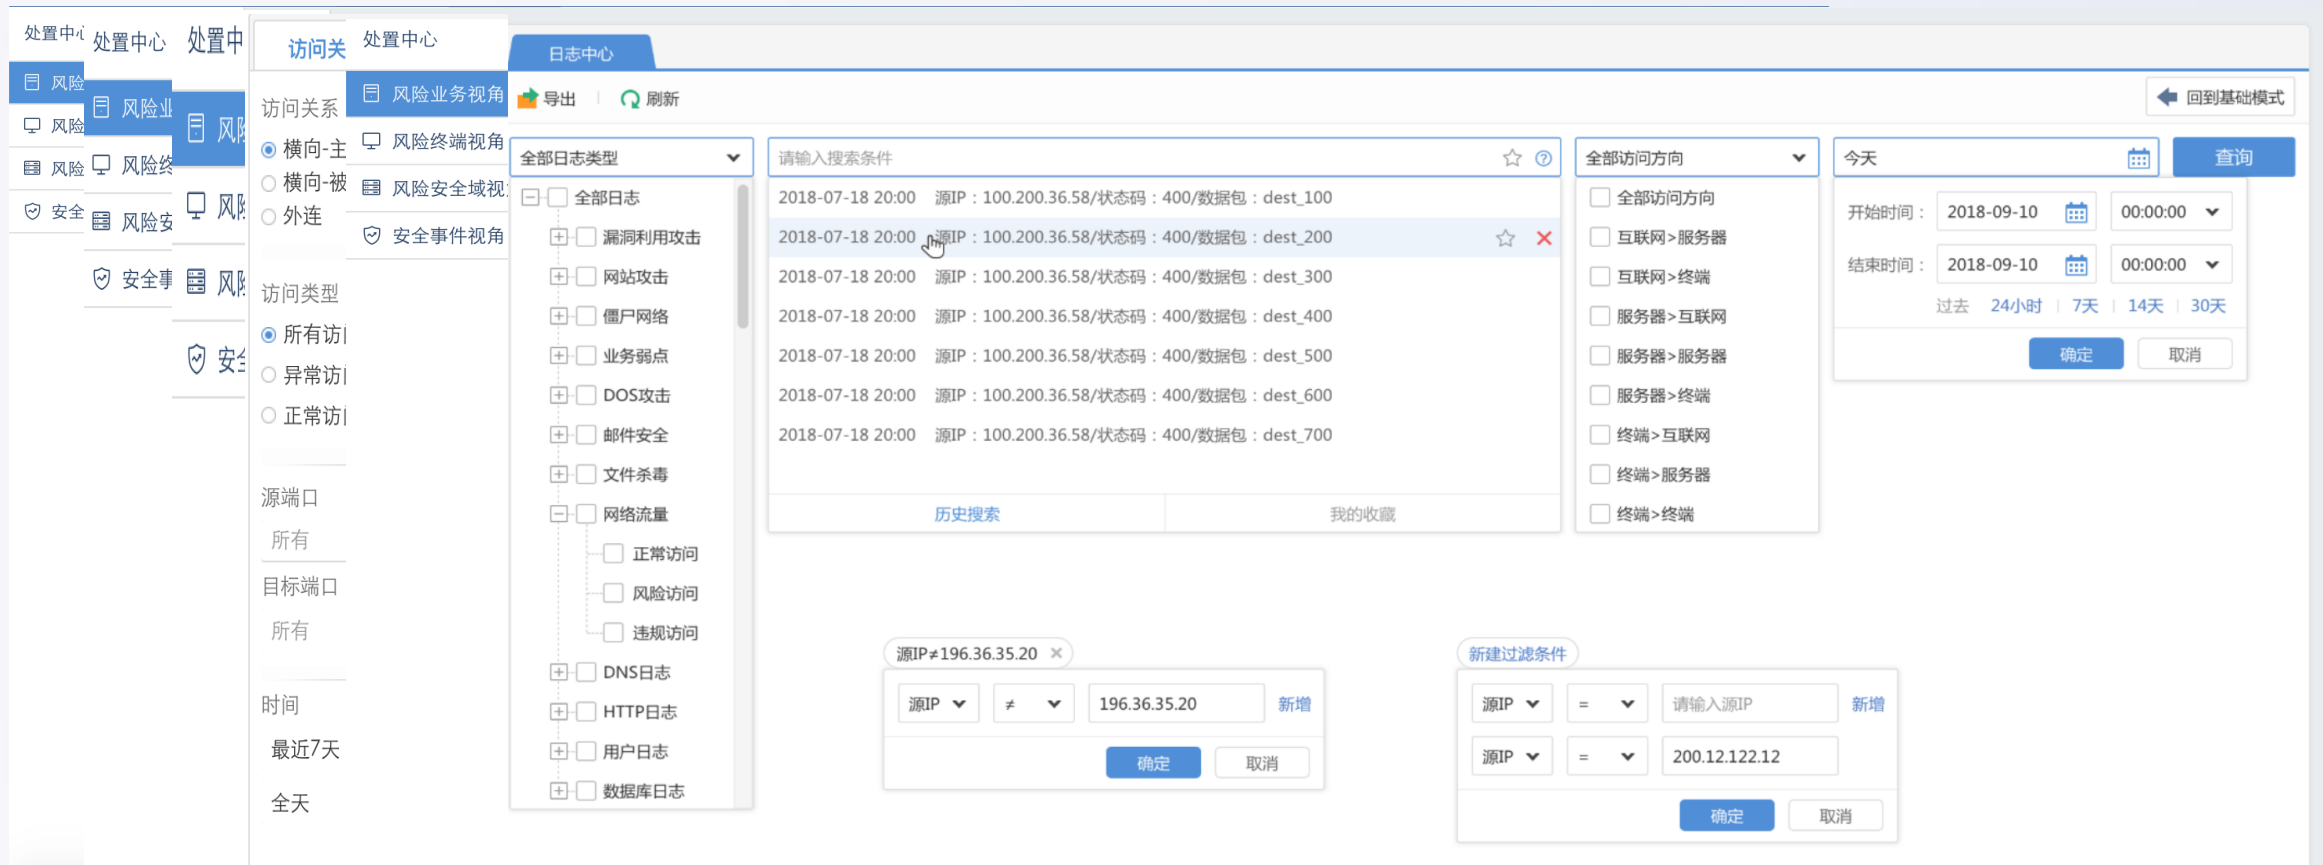 处置中心
风险
风险
风险
安全
处置中心
风险业
风险终
风险安
安全事
处置中
风险
风险
风险
安全
访问关
访问关系
横向-主
横向-被
外连
访问类型
所有访问
异常访问
正常访问
源端口
所有
目标端口
所有
时间
最近7天
全天
处置中心
风险业务视角
风险终端视角
风险安全域视
安全事件视角
日志中心
导出 刷新 回到基础模式
全部日志类型
请输入搜索条件
全部访问方向
今天
查询
全部日志
漏洞利用攻击
网站攻击
僵尸网络
业务弱点
DOS攻击
邮件安全
文件杀毒
网络流量
正常访问
风险访问
违规访问
DNS日志
HTTP日志
用户日志
数据库日志
2018-07-18 20:00 源IP：100.200.36.58/状态码：400/数据包：dest_100
2018-07-18 20:00 源IP：100.200.36.58/状态码：400/数据包：dest_200
2018-07-18 20:00 源IP：100.200.36.58/状态码：400/数据包：dest_300
2018-07-18 20:00 源IP：100.200.36.58/状态码：400/数据包：dest_400
2018-07-18 20:00 源IP：100.200.36.58/状态码：400/数据包：dest_500
2018-07-18 20:00 源IP：100.200.36.58/状态码：400/数据包：dest_600
2018-07-18 20:00 源IP：100.200.36.58/状态码：400/数据包：dest_700
历史搜索 我的收藏
全部访问方向
互联网>服务器
互联网>终端
服务器>互联网
服务器>服务器
服务器>终端
终端>互联网
终端>服务器
终端>终端
开始时间： 2018-09-10 00:00:00
结束时间： 2018-09-10 00:00:00
过去 24小时 7天 14天 30天
确定 取消
源IP≠196.36.35.20 ×
源IP ≠ 196.36.35.20 新增
确定 取消
新建过滤条件
源IP = 请输入源IP 新增
源IP = 200.12.122.12
确定 取消